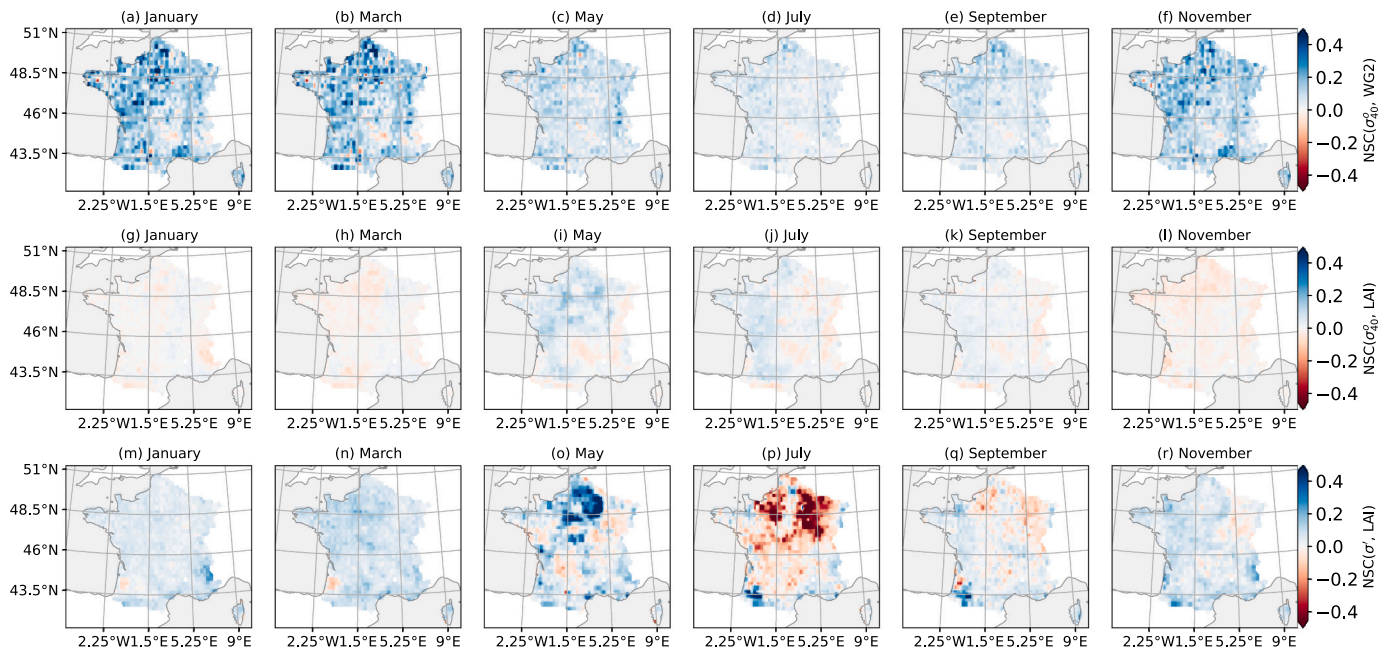 (a) January (b) March (c) May (d) July (e) September (f) November
51°N
48.5°N
46°N
43.5°N
0.4
0.2
0.0
−0.2
−0.4
NSC(σ°40, WG2)
2.25°W1.5°E 5.25°E 9°E 2.25°W1.5°E 5.25°E 9°E 2.25°W1.5°E 5.25°E 9°E 2.25°W1.5°E 5.25°E 9°E 2.25°W1.5°E 5.25°E 9°E 2.25°W1.5°E 5.25°E 9°E
(g) January (h) March (i) May (j) July (k) September (l) November
51°N
48.5°N
46°N
43.5°N
0.4
0.2
0.0
−0.2
−0.4
NSC(σ°40, LAI)
2.25°W1.5°E 5.25°E 9°E 2.25°W1.5°E 5.25°E 9°E 2.25°W1.5°E 5.25°E 9°E 2.25°W1.5°E 5.25°E 9°E 2.25°W1.5°E 5.25°E 9°E 2.25°W1.5°E 5.25°E 9°E
(m) January (n) March (o) May (p) July (q) September (r) November
51°N
48.5°N
46°N
43.5°N
0.4
0.2
0.0
−0.2
−0.4
NSC(σ′, LAI)
2.25°W1.5°E 5.25°E 9°E 2.25°W1.5°E 5.25°E 9°E 2.25°W1.5°E 5.25°E 9°E 2.25°W1.5°E 5.25°E 9°E 2.25°W1.5°E 5.25°E 9°E 2.25°W1.5°E 5.25°E 9°E